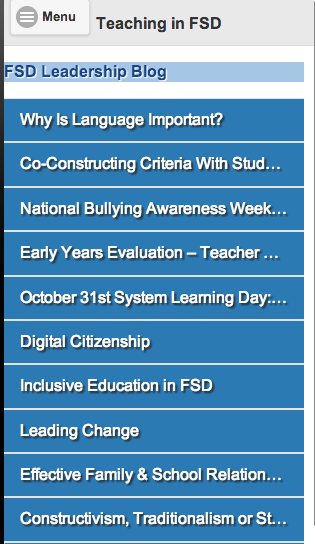 Menu
Teaching in FSD
FSD Leadership Blog
Why Is Language Important?
Co-Constructing Criteria With Stud...
National Bullying Awareness Week...
Early Years Evaluation – Teacher ...
October 31st System Learning Day:...
Digital Citizenship
Inclusive Education in FSD
Leading Change
Effective Family & School Relation...
Constructivism, Traditionalism or St...